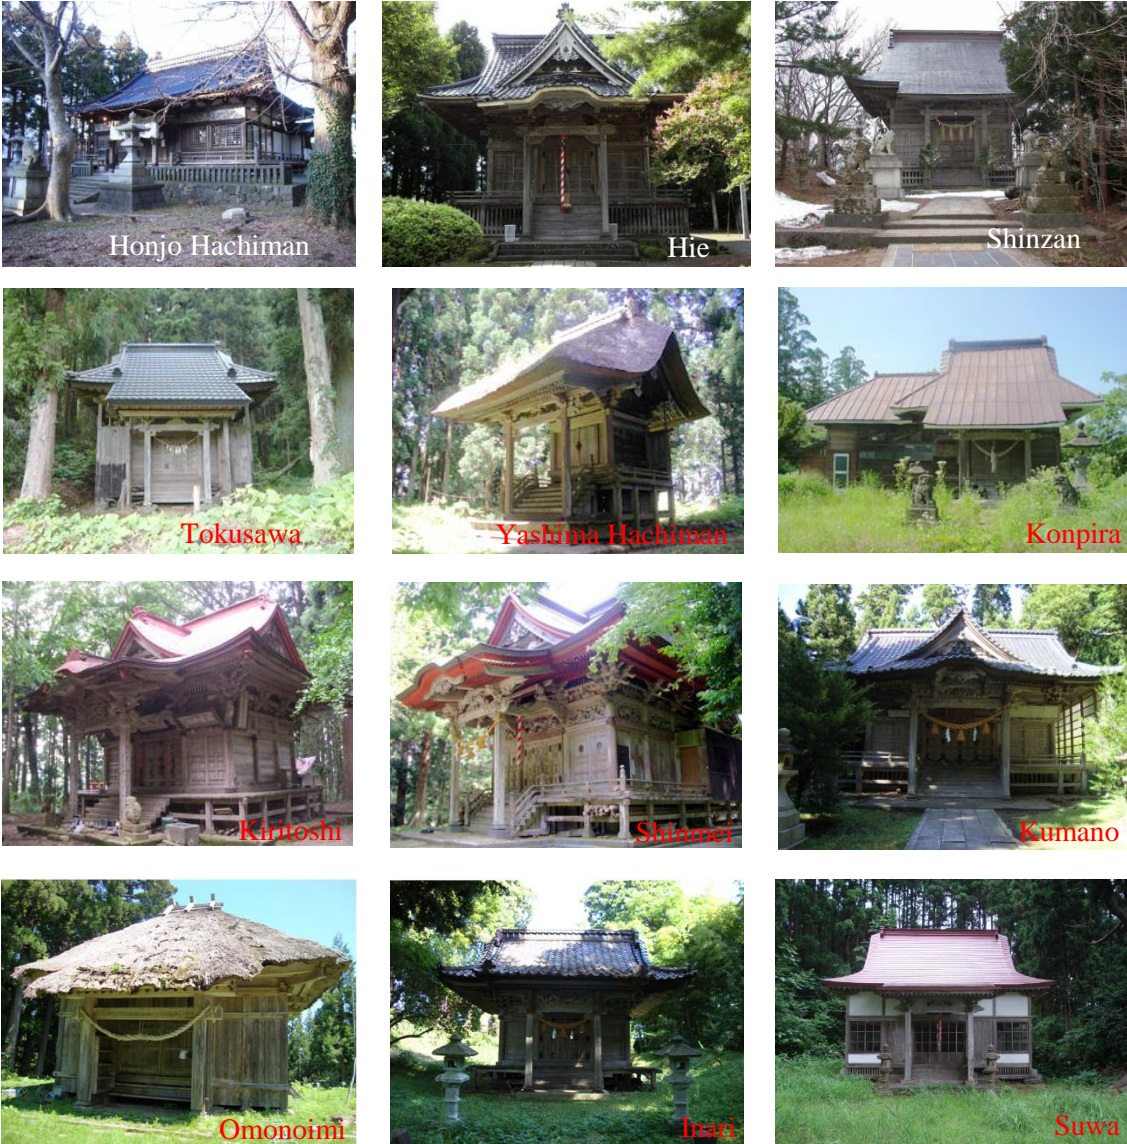 Honjo Hachiman
Hie
Shinzan
Tokusawa
Yashima Hachiman
Konpira
Kiritoshi
Shinmei
Kumano
Omonoimi
Inari
Suwa